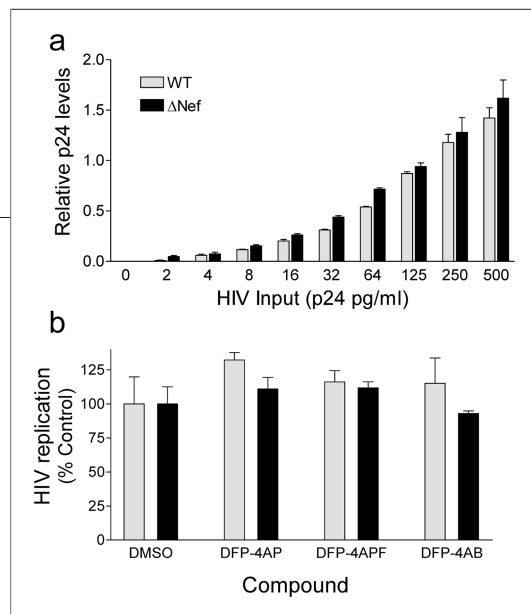 a
Relative p24 levels
2.0
1.5
1.0
0.5
0.0
WT
ΔNef
0 2 4 8 16 32 64 125 250 500
HIV Input (p24 pg/ml)
b
HIV replication
(% Control)
125
100
75
50
25
0
DMSO DFP-4AP DFP-4APF DFP-4AB
Compound